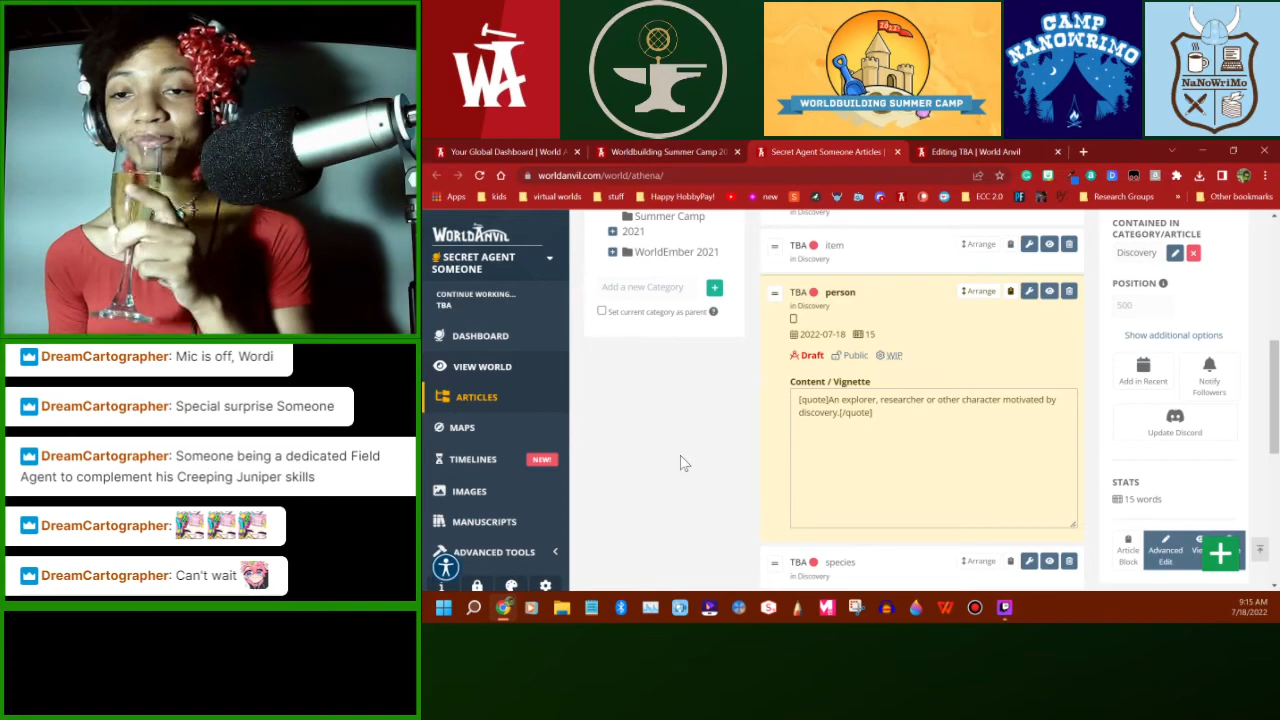 DreamCartographer: Mic is off, Wordi
DreamCartographer: Special surprise Someone
DreamCartographer: Someone being a dedicated Field
Agent to complement his Creeping Juniper skills
DreamCartographer:
DreamCartographer: Can't wait
WA
2022
WORLDBUILDING SUMMER CAMP
CAMP
NANOWRIMO
NaNoWriMo
Your Global Dashboard | World A
Worldbuilding Summer Camp 20
Secret Agent Someone Articles |
Editing TBA | World Anvil
worldanvil.com/world/athena/
Apps
kids
virtual worlds
stuff
Happy HobbyPay!
new
ECC 2.0
Research Groups
Other bookmarks
WORLDANVIL
SECRET AGENT
SOMEONE
CONTINUE WORKING...
TBA
DASHBOARD
VIEW WORLD
ARTICLES
MAPS
TIMELINES NEW!
IMAGES
MANUSCRIPTS
ADVANCED TOOLS
Summer Camp
2021
WorldEmber 2021
Add a new Category
Set current category as parent
in Discovery
TBA item
in Discovery
Arrange
TBA person
in Discovery
Arrange
2022-07-18 15
Draft Public WIP
Content / Vignette
[quote]An explorer, researcher or other character motivated by
discovery.[/quote]
TBA species
in Discovery
Arrange
CONTAINED IN
CATEGORY/ARTICLE
Discovery
POSITION
500
Show additional options
Add in Recent
Notify
Followers
Update Discord
STATS
15 words
Article
Block
Advanced
Edit
9:15 AM
7/18/2022